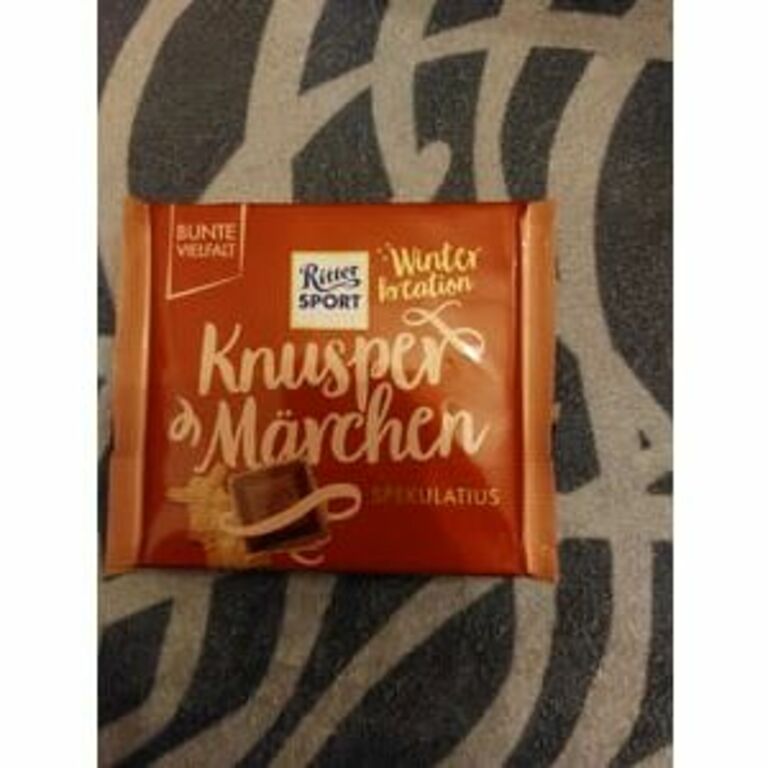 BUNTE
VIELFALT
Ritter
SPORT
Winter
kreation
Knusper
Märchen
SPEKULATIUS